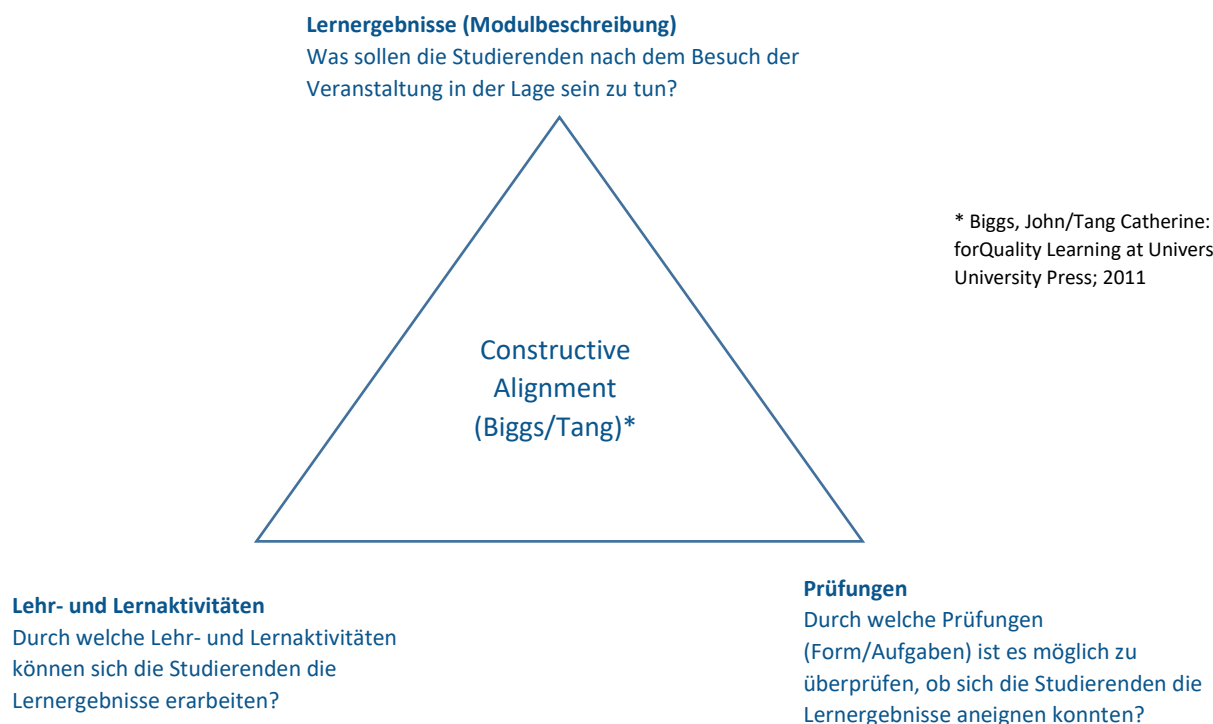 Lernergebnisse (Modulbeschreibung)
Was sollen die Studierenden nach dem Besuch der
Veranstaltung in der Lage sein zu tun?
* Biggs, John/Tang Catherine:
forQuality Learning at Univers
University Press; 2011
Constructive
Alignment
(Biggs/Tang)*
Lehr- und Lernaktivitäten
Durch welche Lehr- und Lernaktivitäten
können sich die Studierenden die
Lernergebnisse erarbeiten?
Prüfungen
Durch welche Prüfungen
(Form/Aufgaben) ist es möglich zu
überprüfen, ob sich die Studierenden die
Lernergebnisse aneignen konnten?